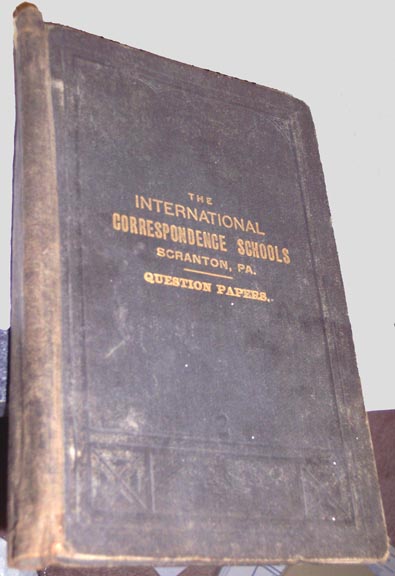 THE
INTERNATIONAL
CORRESPONDENCE SCHOOLS
SCRANTON, PA.
QUESTION PAPERS.